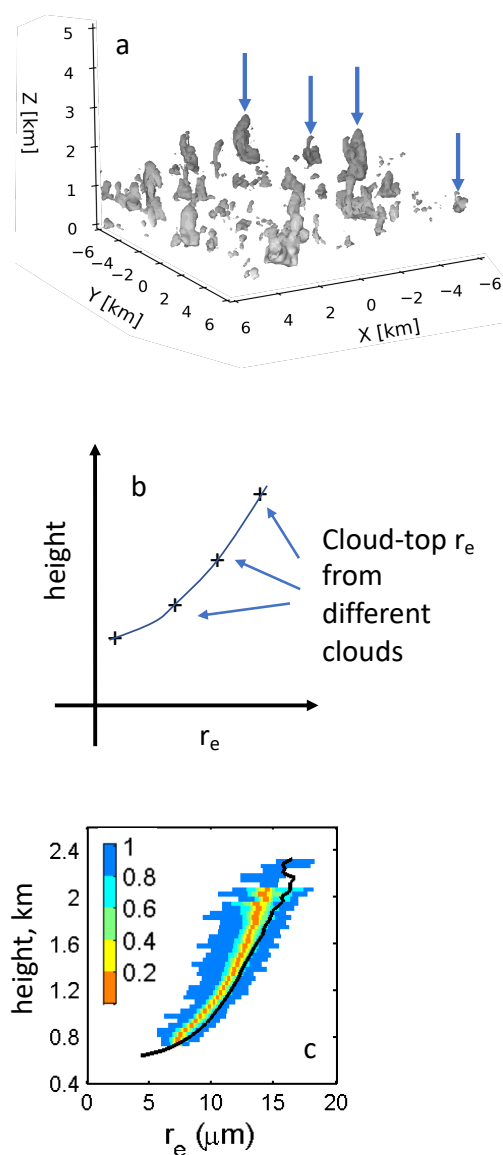 a
5
4
3
2
1
0
Z [km]
−6
−4
−2
0
2
4
6
Y [km]
6
4
2
0
−2
−4
−6
X [km]
b
height
Cloud-top rₑ
from
different
clouds
rₑ
2.4
2
1.6
1.2
0.8
0.4
height, km
1
0.8
0.6
0.4
0.2
c
0 5 10 15 20
rₑ (μm)